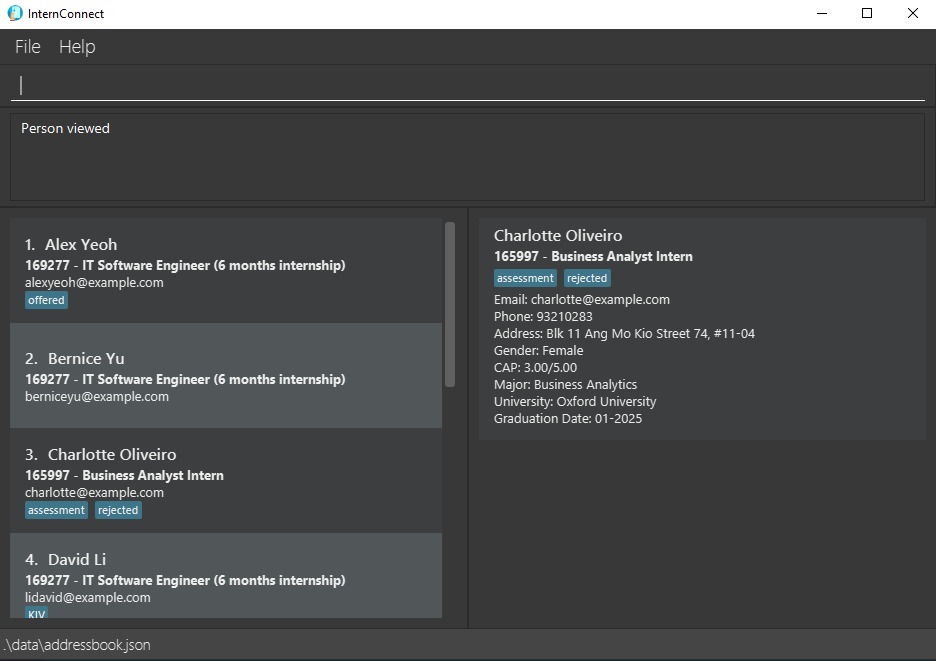 InternConnect
File Help
Person viewed
1. Alex Yeoh
169277 - IT Software Engineer (6 months internship)
alexyeoh@example.com
offered
2. Bernice Yu
169277 - IT Software Engineer (6 months internship)
berniceyu@example.com
3. Charlotte Oliveiro
165997 - Business Analyst Intern
charlotte@example.com
assessment rejected
4. David Li
169277 - IT Software Engineer (6 months internship)
lidavid@example.com
KIV
Charlotte Oliveiro
165997 - Business Analyst Intern
assessment rejected
Email: charlotte@example.com
Phone: 93210283
Address: Blk 11 Ang Mo Kio Street 74, #11-04
Gender: Female
CAP: 3.00/5.00
Major: Business Analytics
University: Oxford University
Graduation Date: 01-2025
.\data\addressbook.json